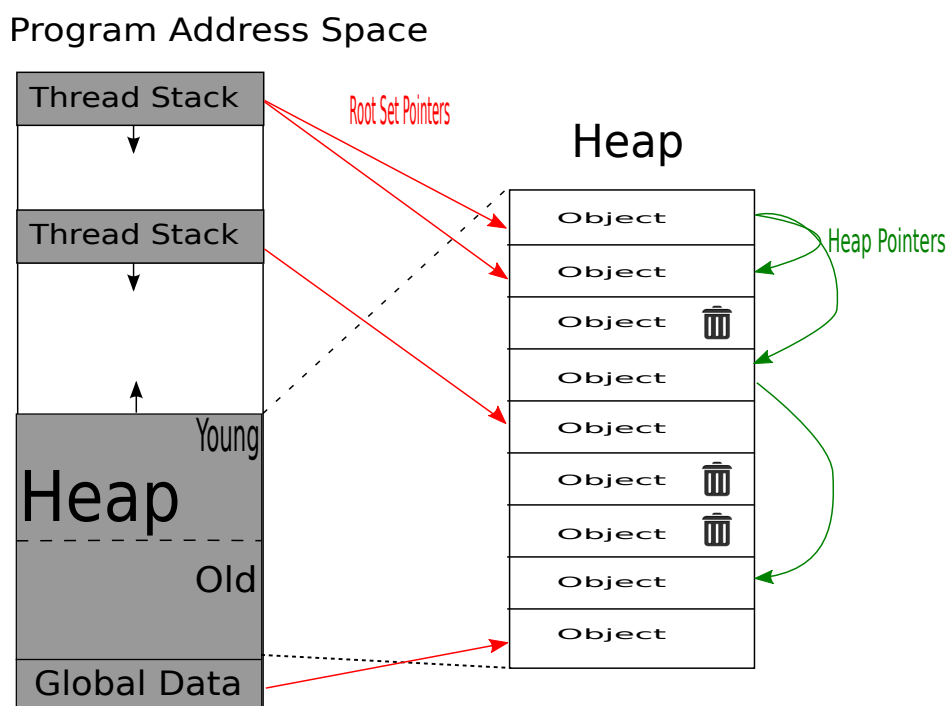 Program Address Space
Thread Stack
Root Set Pointers
Heap
Thread Stack
Object
Heap Pointers
Object
Object
Object
Object
Object
Object
Object
Object
Young
Heap
Old
Global Data